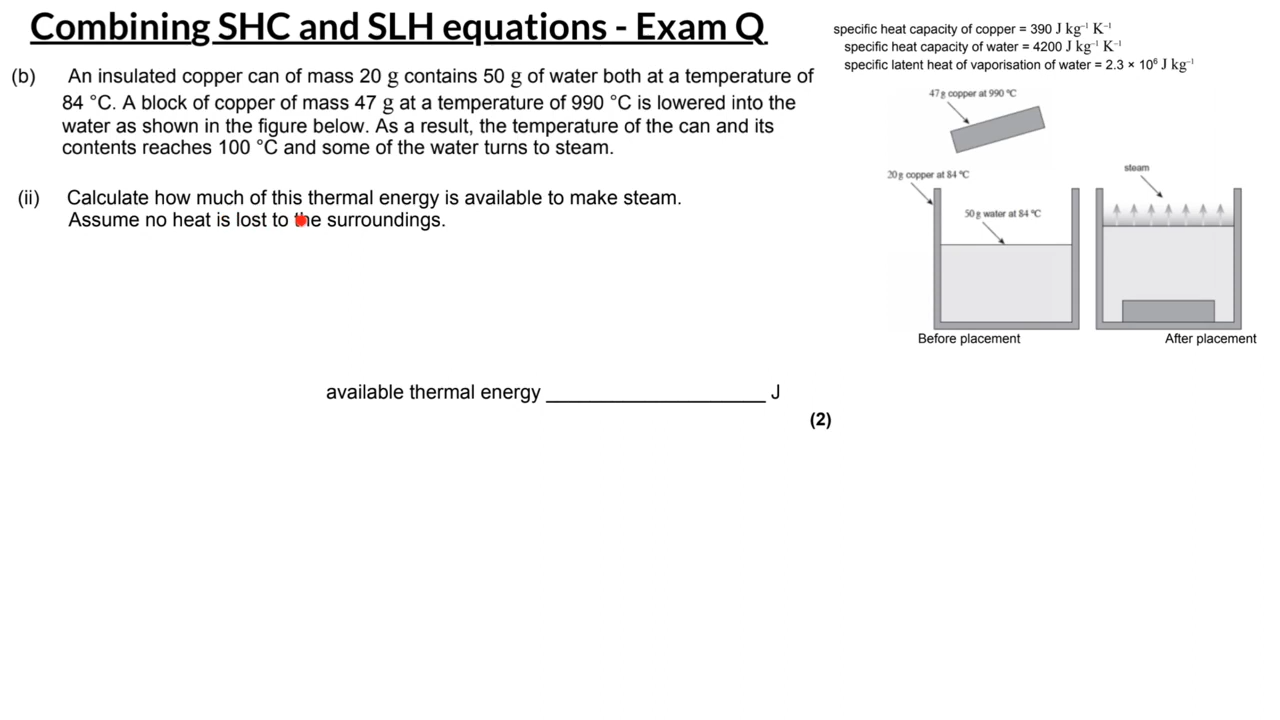 Combining SHC and SLH equations - Exam Q
specific heat capacity of copper = 390 J kg⁻¹ K⁻¹
specific heat capacity of water = 4200 J kg⁻¹ K⁻¹
specific latent heat of vaporisation of water = 2.3 × 10⁶ J kg⁻¹
(b) An insulated copper can of mass 20 g contains 50 g of water both at a temperature of
84 °C. A block of copper of mass 47 g at a temperature of 990 °C is lowered into the
water as shown in the figure below. As a result, the temperature of the can and its
contents reaches 100 °C and some of the water turns to steam.
(ii) Calculate how much of this thermal energy is available to make steam.
Assume no heat is lost to the surroundings.
47 g copper at 990 °C
20 g copper at 84 °C
steam
50 g water at 84 °C
Before placement
After placement
available thermal energy ____________________ J
(2)